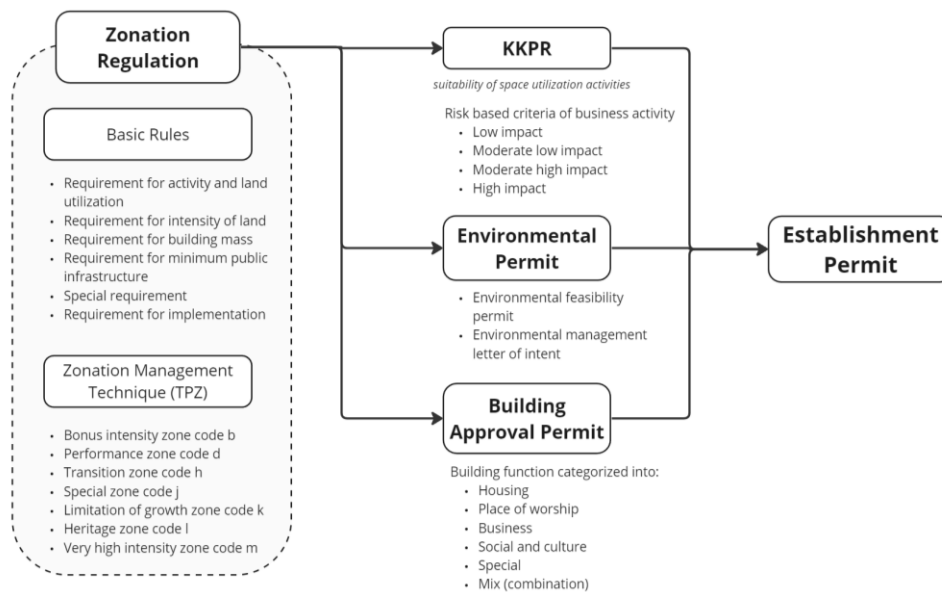 Zonation
Regulation
Basic Rules
• Requirement for activity and land
utilization
• Requirement for intensity of land
• Requirement for building mass
• Requirement for minimum public
infrastructure
• Special requirement
• Requirement for implementation
Zonation Management
Technique (TPZ)
• Bonus intensity zone code b
• Performance zone code d
• Transition zone code h
• Special zone code j
• Limitation of growth zone code k
• Heritage zone code l
• Very high intensity zone code m
KKPR
suitability of space utilization activities
Risk based criteria of business activity
• Low impact
• Moderate low impact
• Moderate high impact
• High impact
Environmental
Permit
• Environmental feasibility
permit
• Environmental management
letter of intent
Building
Approval Permit
Building function categorized into:
• Housing
• Place of worship
• Business
• Social and culture
• Special
• Mix (combination)
Establishment
Permit